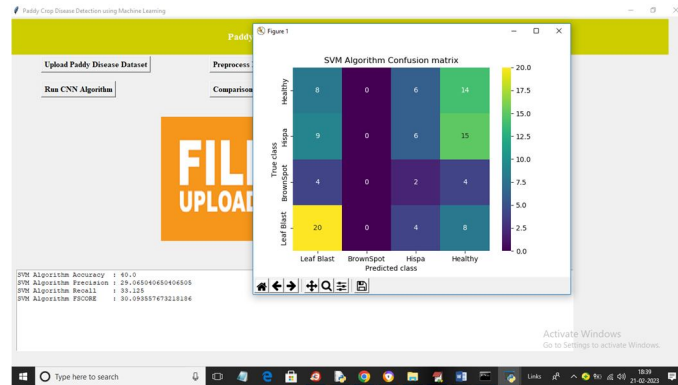 Paddy Crop Disease Detection using Machine Learning
Paddy
Upload Paddy Disease Dataset
Preprocess
Run CNN Algorithm
Comparison
FILE
UPLOAD
Figure 1
SVM Algorithm Confusion matrix
True class
Healthy
8 0 6 14
Hispa
9 0 6 15
BrownSpot
4 0 2 4
Leaf Blast
20 0 4 8
Leaf Blast BrownSpot Hispa Healthy
Predicted class
20.0
17.5
15.0
12.5
10.0
7.5
5.0
2.5
0.0
SVM Algorithm Accuracy : 40.0
SVM Algorithm Precision : 29.065040650406505
SVM Algorithm Recall : 33.125
SVM Algorithm FSCORE : 30.093557673218186
Activate Windows
Go to Settings to activate Windows.
Type here to search
Links
18:39
21-02-2023